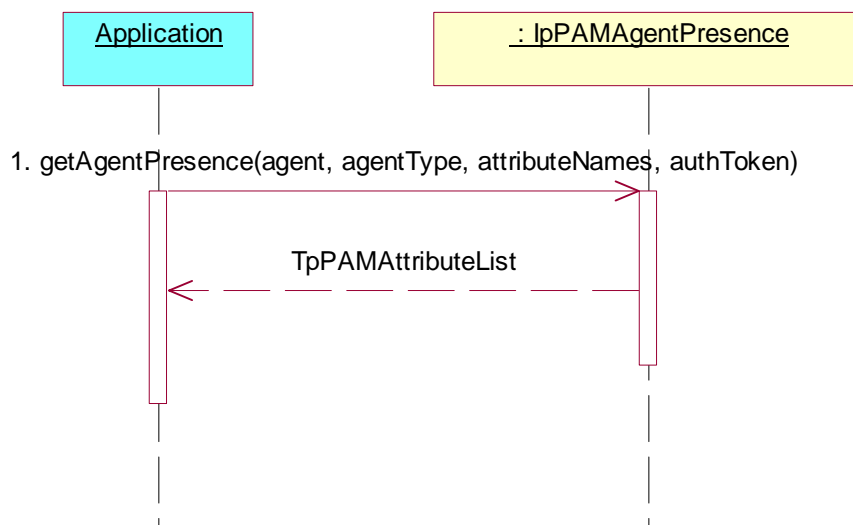 Application
: IpPAMAgentPresence
1. getAgentPresence(agent, agentType, attributeNames, authToken)
TpPAMAttributeList